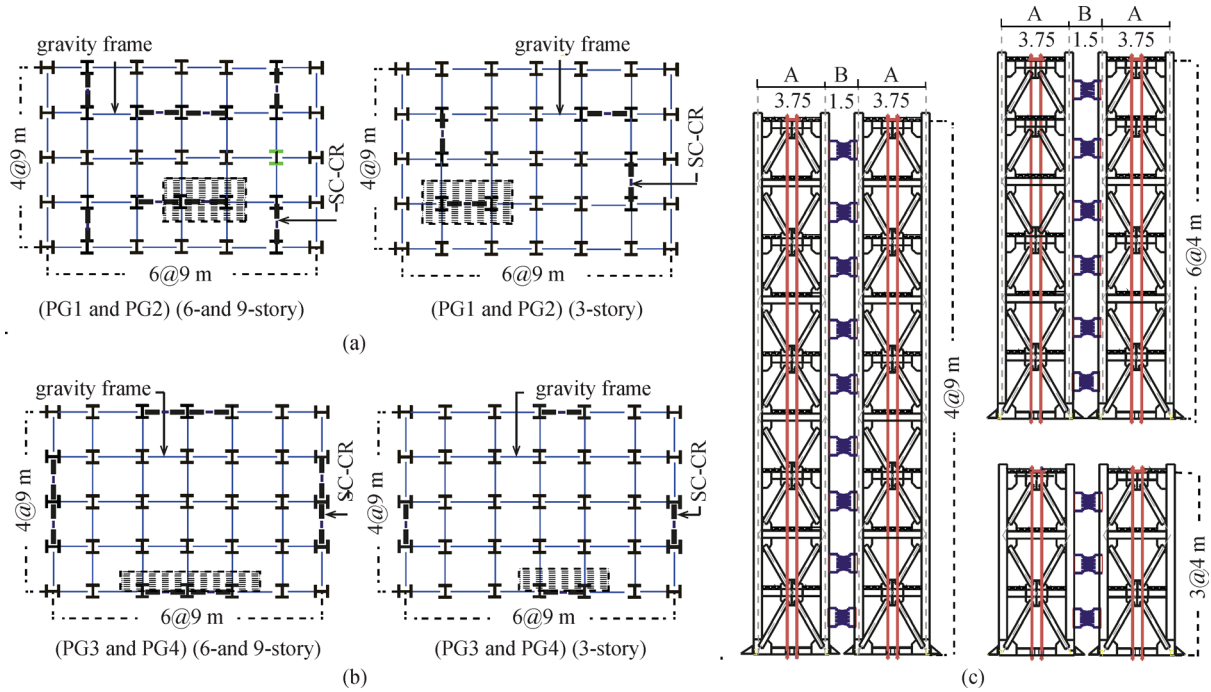 gravity frame
4@9 m
SC-CR
6@9 m
(PG1 and PG2) (6-and 9-story)
gravity frame
4@9 m
SC-CR
6@9 m
(PG1 and PG2) (3-story)
(a)
gravity frame
4@9 m
SC-CR
6@9 m
(PG3 and PG4) (6-and 9-story)
gravity frame
4@9 m
SC-CR
6@9 m
(PG3 and PG4) (3-story)
(b)
A B A
3.75 1.5 3.75
4@9 m
A B A
3.75 1.5 3.75
6@4 m
3@4 m
(c)